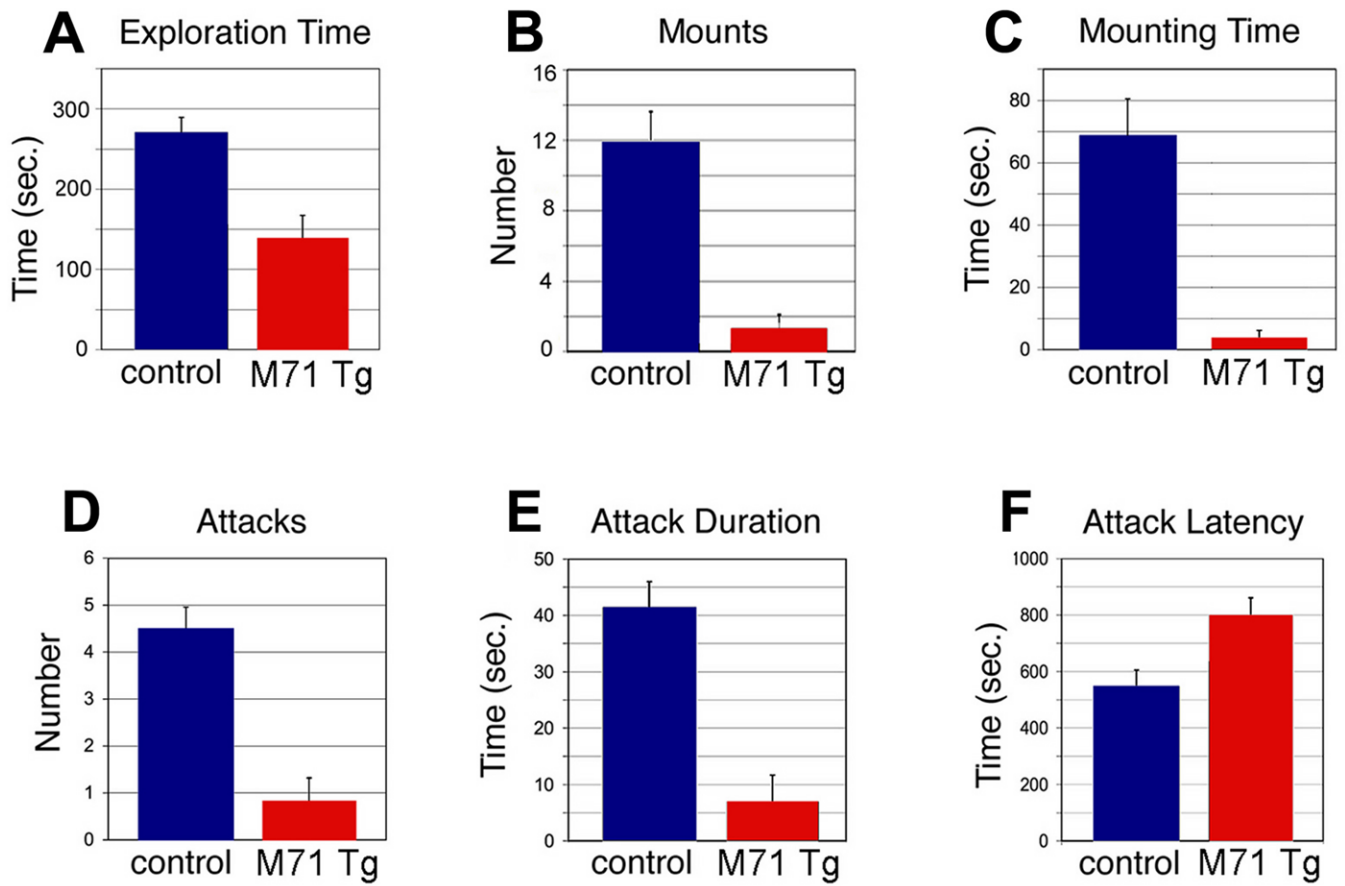 A Exploration Time
Time (sec.)
300
200
100
0
control M71 Tg
B Mounts
Number
16
12
8
4
0
control M71 Tg
C Mounting Time
Time (sec.)
80
60
40
20
0
control M71 Tg
D Attacks
Number
6
5
4
3
2
1
0
control M71 Tg
E Attack Duration
Time (sec.)
50
40
30
20
10
0
control M71 Tg
F Attack Latency
Time (sec.)
1000
800
600
400
200
0
control M71 Tg